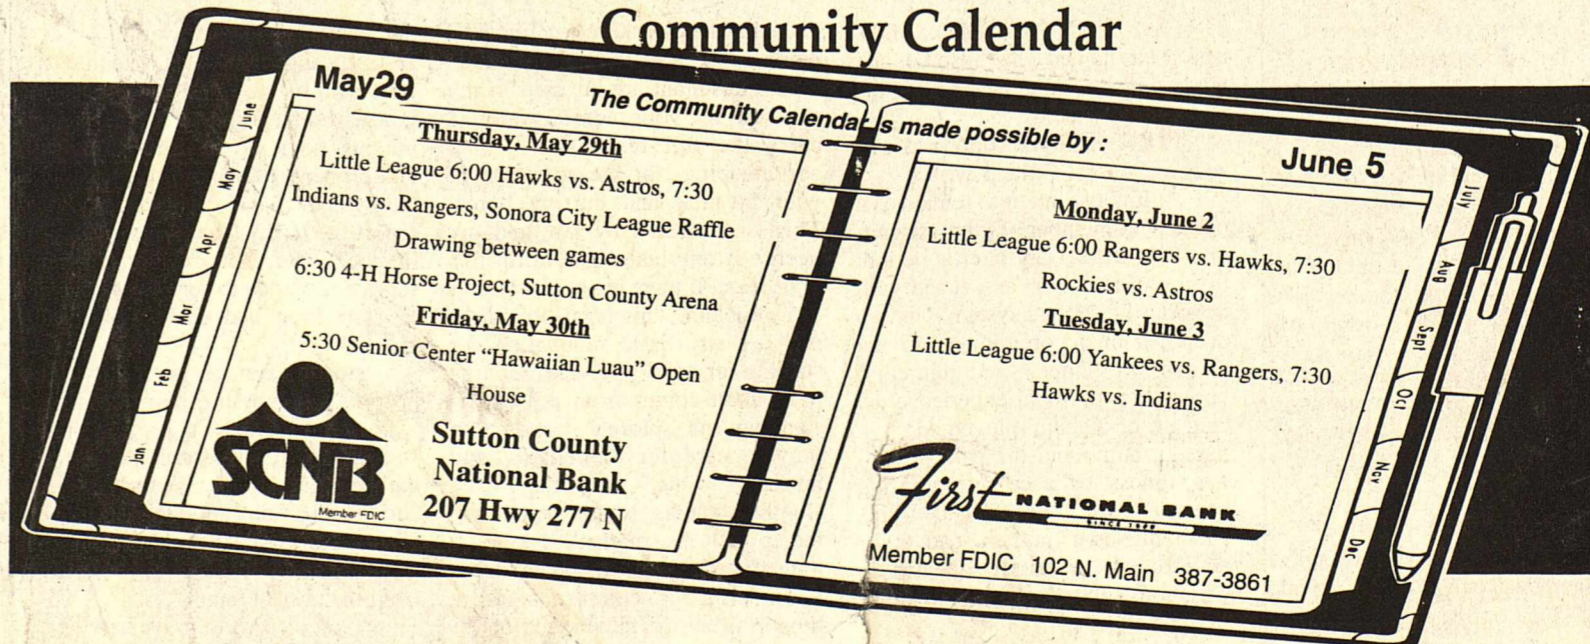 Community Calendar
May29
The Community Calendar is made possible by :
June 5
Thursday, May 29th
Little League 6:00 Hawks vs. Astros, 7:30
Indians vs. Rangers, Sonora City League Raffle
Drawing between games
6:30 4-H Horse Project, Sutton County Arena
Friday, May 30th
5:30 Senior Center “Hawaiian Luau” Open
House
SCNB
Member FDIC
Sutton County
National Bank
207 Hwy 277 N
Jan
Feb
Mar
Apr
May
June
Monday, June 2
Little League 6:00 Rangers vs. Hawks, 7:30
Rockies vs. Astros
Tuesday, June 3
Little League 6:00 Yankees vs. Rangers, 7:30
Hawks vs. Indians
First NATIONAL BANK
Member FDIC 102 N. Main 387-3861
July
Aug
Sept
Oct
Nov
Dec